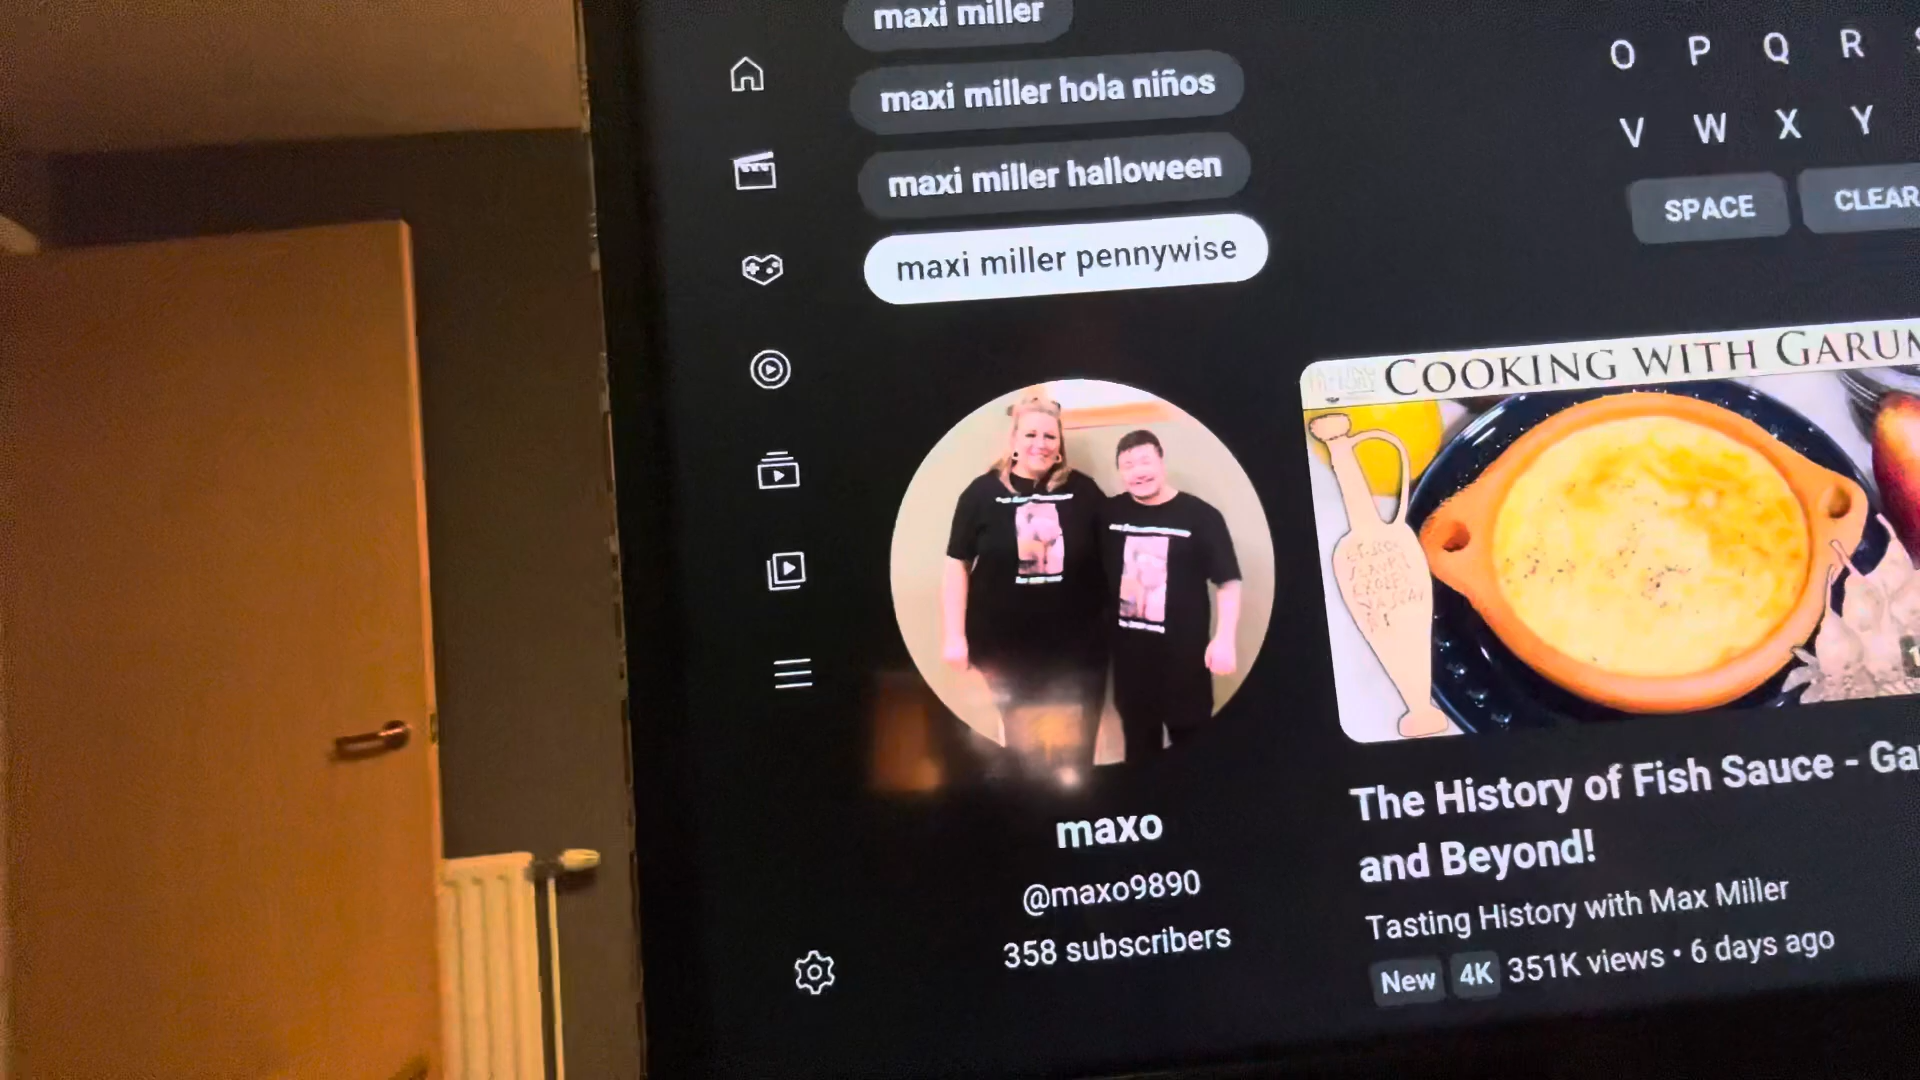 maxi miller
maxi miller hola niños
maxi miller halloween
maxi miller pennywise
O P Q R
V W X Y
SPACE
CLEAR
COOKING WITH GARUM
maxo
@maxo9890
358 subscribers
The History of Fish Sauce - Ga
and Beyond!
Tasting History with Max Miller
New 4K 351K views • 6 days ago